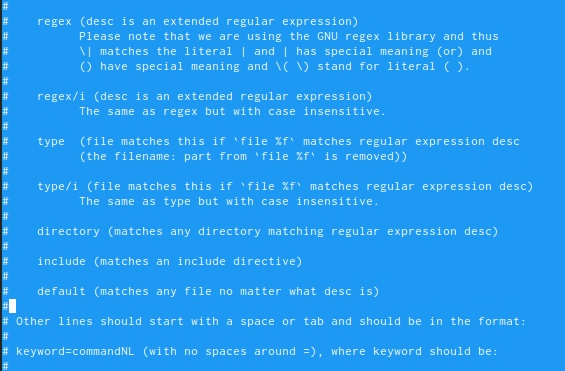 #
#    regex (desc is an extended regular expression)
#          Please note that we are using the GNU regex library and thus
#          \| matches the literal | and | has special meaning (or) and
#          () have special meaning and \( \) stand for literal ( ).
#
#    regex/i (desc is an extended regular expression)
#          The same as regex but with case insensitive.
#
#    type  (file matches this if `file %f` matches regular expression desc
#          (the filename: part from `file %f` is removed))
#
#    type/i (file matches this if `file %f` matches regular expression desc)
#          The same as type but with case insensitive.
#
#    directory (matches any directory matching regular expression desc)
#
#    include (matches an include directive)
#
#    default (matches any file no matter what desc is)
#
# Other lines should start with a space or tab and should be in the format:
#
# keyword=commandNL (with no spaces around =), where keyword should be:
#